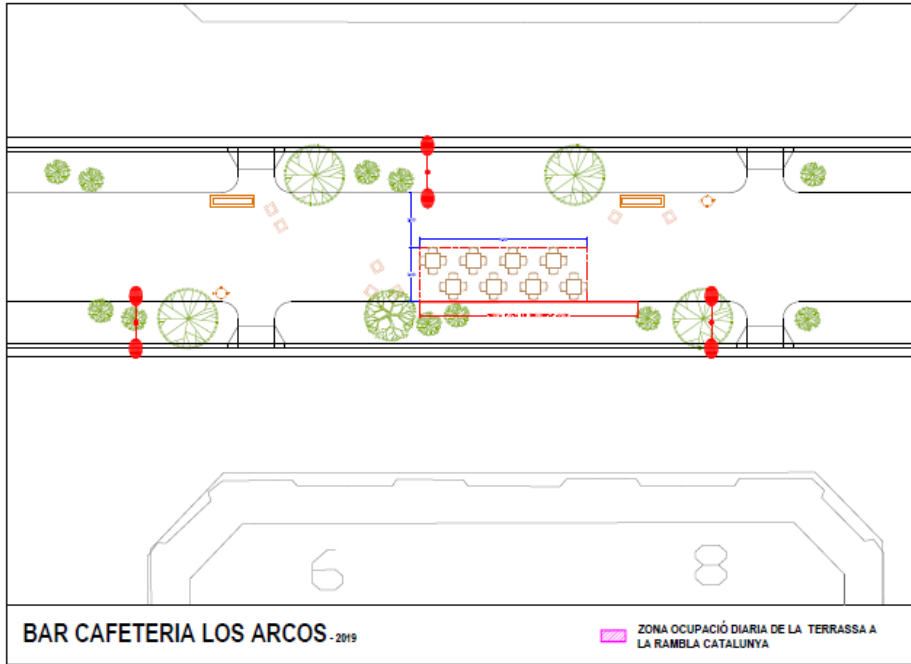 6
8
BAR CAFETERIA LOS ARCOS - 2019
ZONA OCUPACIÓ DIARIA DE LA TERRASSA A
LA RAMBLA CATALUNYA